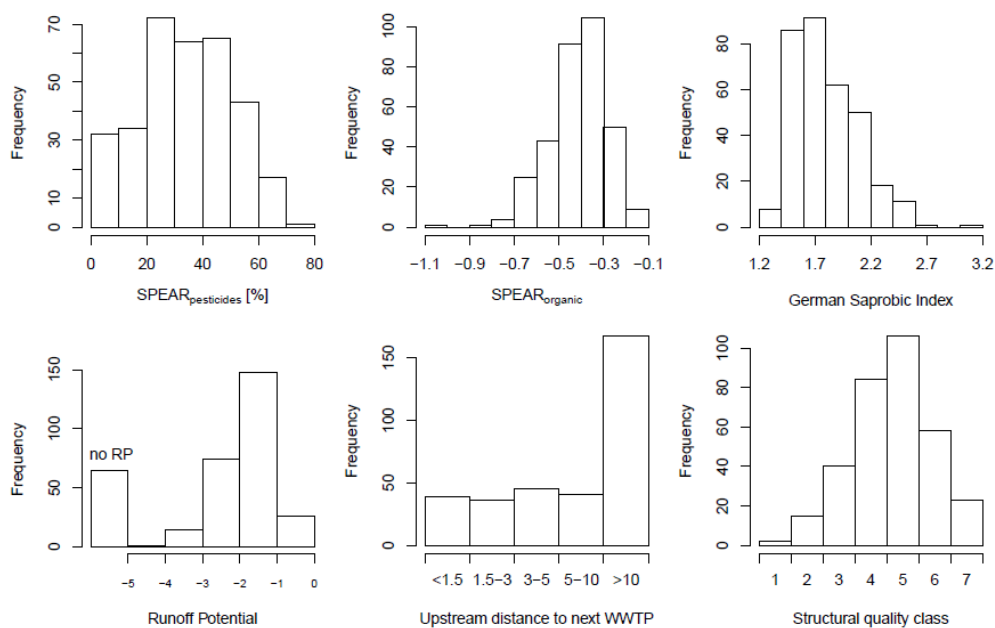 Frequency
70
50
30
10
0
0 20 40 60 80
SPEARpesticides [%]
Frequency
100
80
60
40
20
0
−1.1 −0.9 −0.7 −0.5 −0.3 −0.1
SPEARorganic
Frequency
80
60
40
20
0
1.2 1.7 2.2 2.7 3.2
German Saprobic Index
Frequency
150
100
50
0
no RP
−5 −4 −3 −2 −1 0
Runoff Potential
Frequency
150
100
50
0
<1.5 1.5−3 3−5 5−10 >10
Upstream distance to next WWTP
Frequency
100
80
60
40
20
0
1 2 3 4 5 6 7
Structural quality class